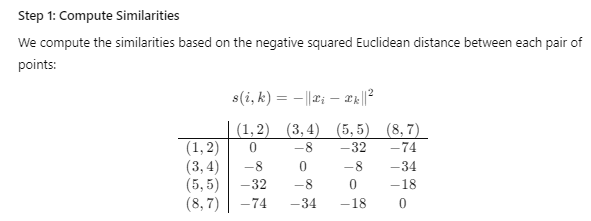 Step 1: Compute Similarities
We compute the similarities based on the negative squared Euclidean distance between each pair of
points:
s(i, k) = −||xᵢ − xₖ||²
(1, 2) (3, 4) (5, 5) (8, 7)
(1, 2) 0 −8 −32 −74
(3, 4) −8 0 −8 −34
(5, 5) −32 −8 0 −18
(8, 7) −74 −34 −18 0